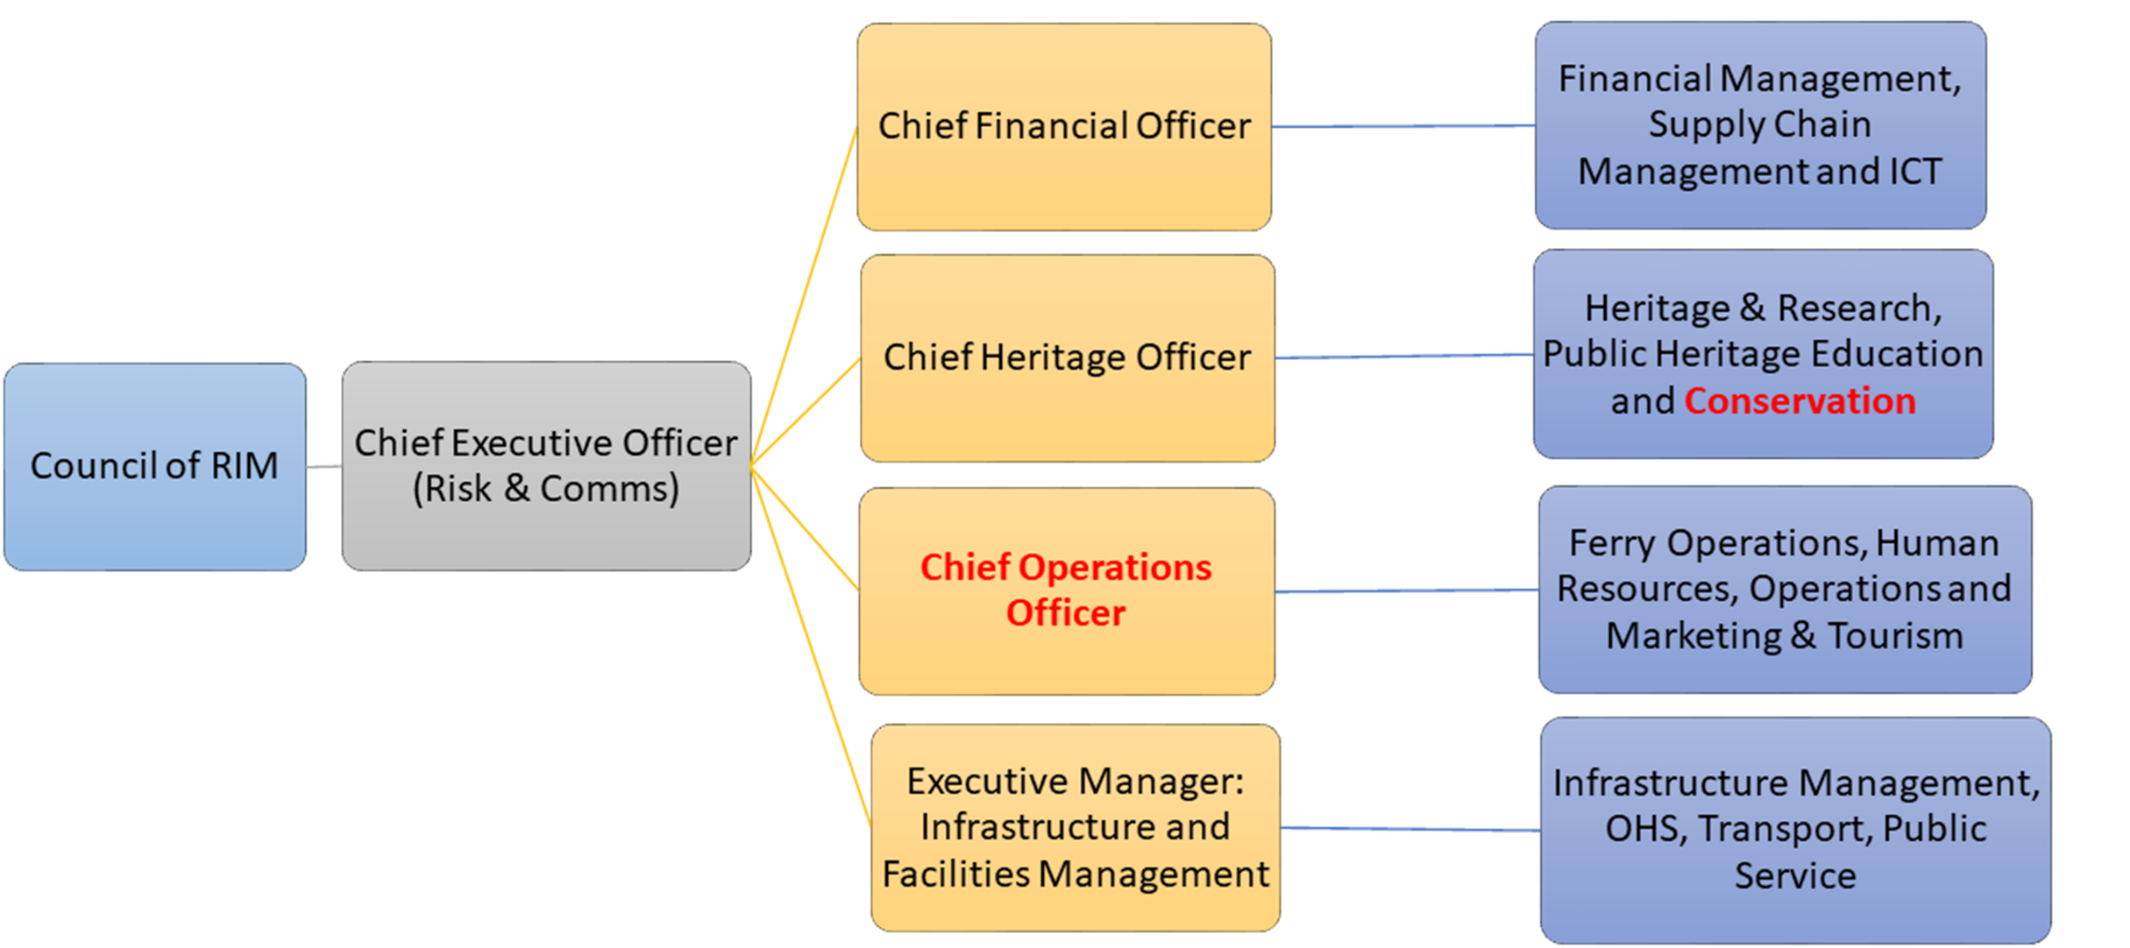 Council of RIM
Chief Executive Officer
(Risk & Comms)
Chief Financial Officer
Financial Management,
Supply Chain
Management and ICT
Chief Heritage Officer
Heritage & Research,
Public Heritage Education
and Conservation
Chief Operations
Officer
Ferry Operations, Human
Resources, Operations and
Marketing & Tourism
Executive Manager:
Infrastructure and
Facilities Management
Infrastructure Management,
OHS, Transport, Public
Service